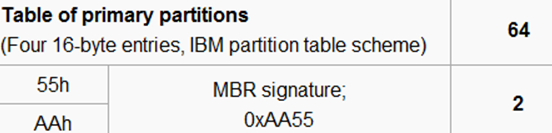 Table of primary partitions
(Four 16-byte entries, IBM partition table scheme)
64
55h
AAh
MBR signature;
0xAA55
2